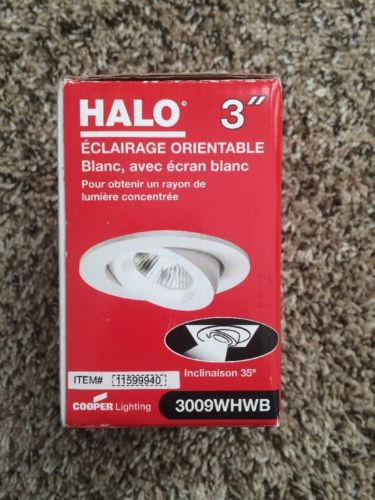 HALO® 3"
ÉCLAIRAGE ORIENTABLE
Blanc, avec écran blanc
Pour obtenir un rayon de
lumière concentrée
Inclinaison 35º
ITEM# 11599940
COOPER Lighting
3009WHWB